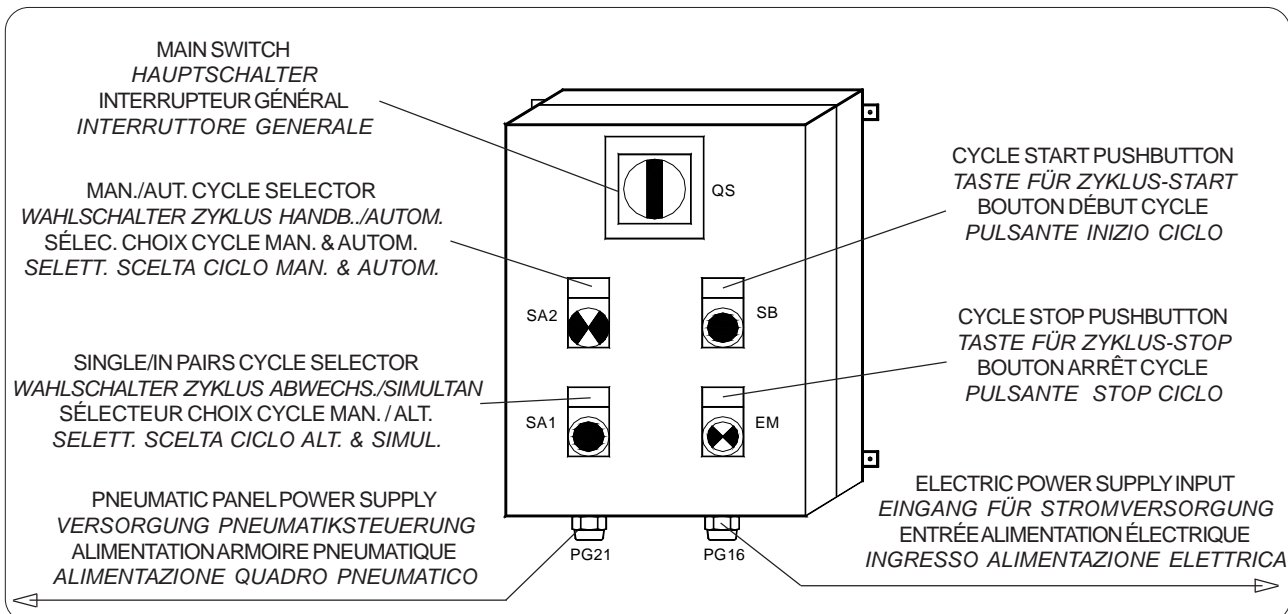 MAIN SWITCH
HAUPTSCHALTER
INTERRUPTEUR GÉNÉRAL
INTERRUTTORE GENERALE
MAN./AUT. CYCLE SELECTOR
WAHLSCHALTER ZYKLUS HANDB../AUTOM.
SÉLEC. CHOIX CYCLE MAN. & AUTOM.
SELETT. SCELTA CICLO MAN. & AUTOM.
SINGLE/IN PAIRS CYCLE SELECTOR
WAHLSCHALTER ZYKLUS ABWECHS./SIMULTAN
SÉLECTEUR CHOIX CYCLE MAN. / ALT.
SELETT. SCELTA CICLO ALT. & SIMUL.
PNEUMATIC PANEL POWER SUPPLY
VERSORGUNG PNEUMATIKSTEUERUNG
ALIMENTATION ARMOIRE PNEUMATIQUE
ALIMENTAZIONE QUADRO PNEUMATICO
QS
SA2
SB
SA1
EM
PG21
PG16
CYCLE START PUSHBUTTON
TASTE FÜR ZYKLUS-START
BOUTON DÉBUT CYCLE
PULSANTE INIZIO CICLO
CYCLE STOP PUSHBUTTON
TASTE FÜR ZYKLUS-STOP
BOUTON ARRÊT CYCLE
PULSANTE STOP CICLO
ELECTRIC POWER SUPPLY INPUT
EINGANG FÜR STROMVERSORGUNG
ENTRÉE ALIMENTATION ÉLECTRIQUE
INGRESSO ALIMENTAZIONE ELETTRICA